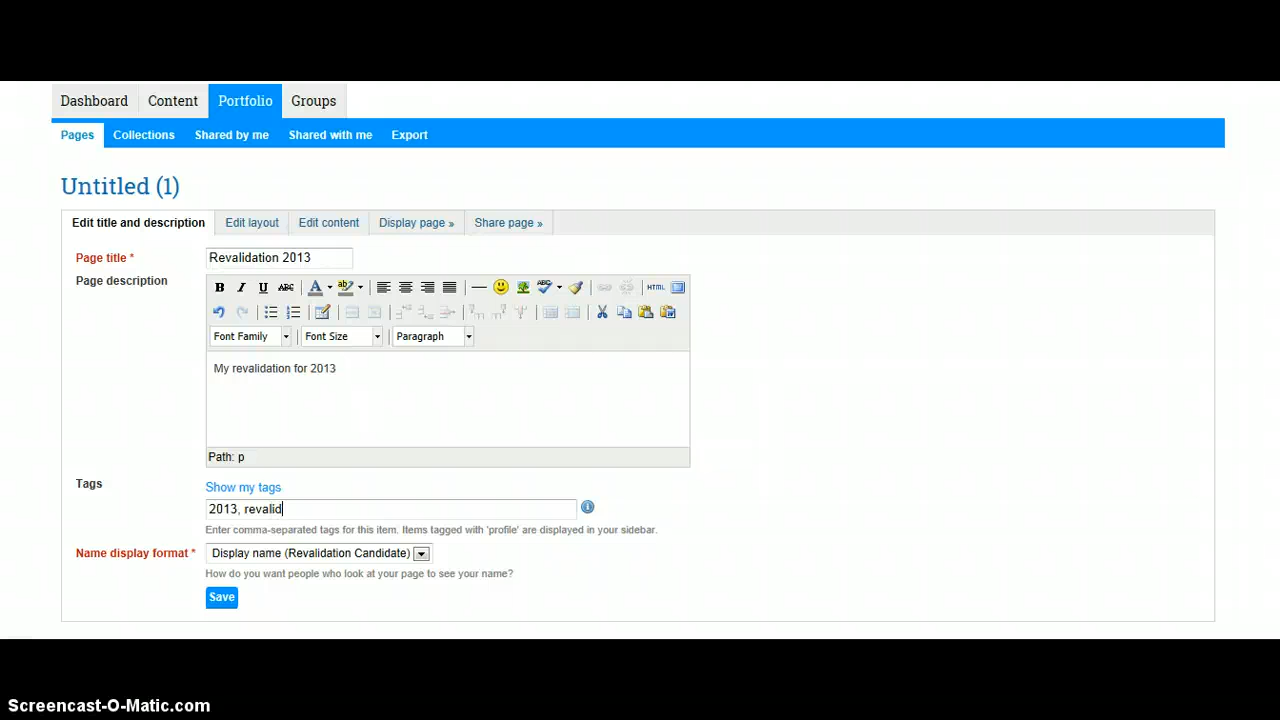 Dashboard Content Portfolio Groups
Pages Collections Shared by me Shared with me Export
Untitled (1)
Edit title and description Edit layout Edit content Display page » Share page »
Page title * Revalidation 2013
Page description
B I U ABC A ab ABC HTML
Font Family Font Size Paragraph
My revalidation for 2013
Path: p
Tags
Show my tags
2013, revalid
Enter comma-separated tags for this item. Items tagged with 'profile' are displayed in your sidebar.
Name display format * Display name (Revalidation Candidate)
How do you want people who look at your page to see your name?
Save
Screencast-O-Matic.com